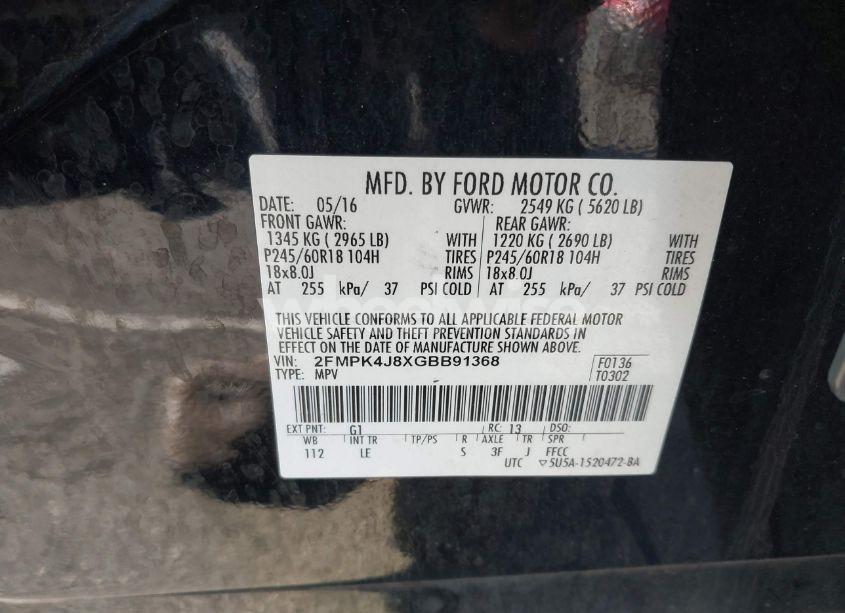 MFD. BY FORD MOTOR CO.
DATE: 05/16 GVWR: 2549 KG ( 5620 LB)
FRONT GAWR: REAR GAWR:
1345 KG ( 2965 LB) WITH 1220 KG ( 2690 LB) WITH
P245/60R18 104H TIRES P245/60R18 104H TIRES
18x8.0J RIMS 18x8.0J RIMS
AT 255 kPa/ 37 PSI COLD AT 255 kPa/ 37 PSI COLD
THIS VEHICLE CONFORMS TO ALL APPLICABLE FEDERAL MOTOR
VEHICLE SAFETY AND THEFT PREVENTION STANDARDS IN
EFFECT ON THE DATE OF MANUFACTURE SHOWN ABOVE.
VIN: 2FMPK4J8XGBB91368 F0136
TYPE: MPV T0302
EXT PNT: G1 RC: 13 DSO:
WB INT TR TP/PS R AXLE TR SPR
112 LE S 3F J FFCC
UTC ▽5U5A-1520472-BA